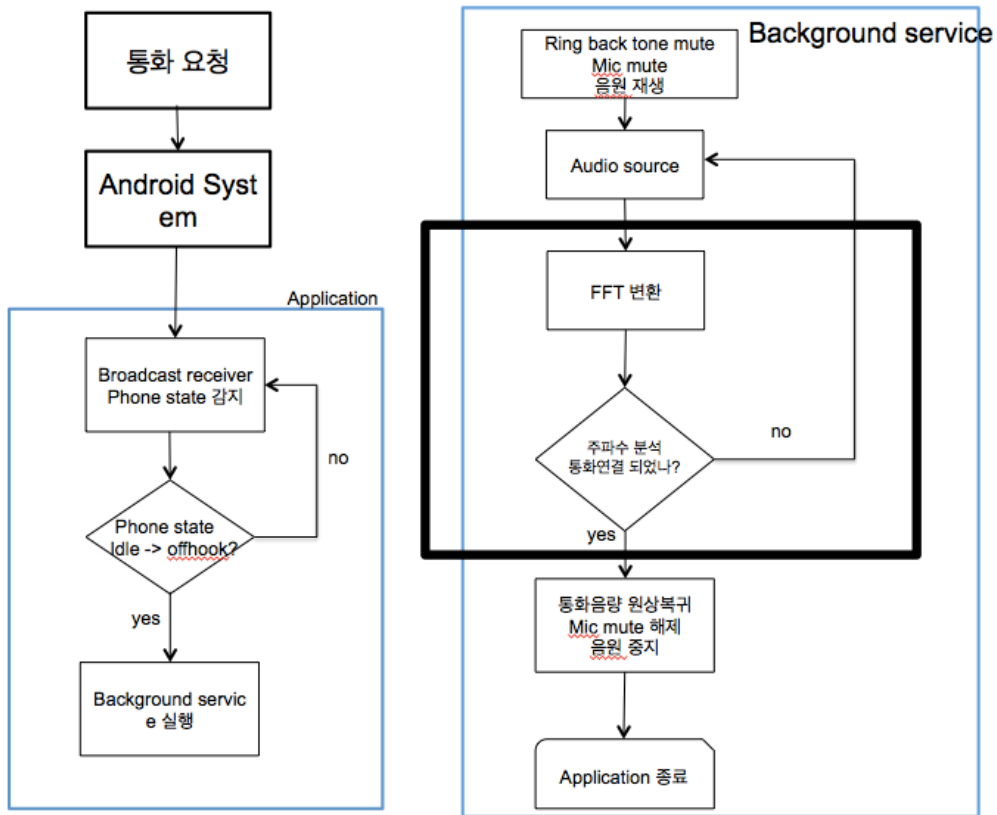 통화 요청
Android Syst
em
Application
Broadcast receiver
Phone state 감지
no
Phone state
Idle -> offhook?
yes
Background servic
e 실행
Background service
Ring back tone mute
Mic mute
음원 재생
Audio source
FFT 변환
주파수 분석
통화연결 되었나?
no
yes
통화음량 원상복귀
Mic mute 해제
음원 중지
Application 종료